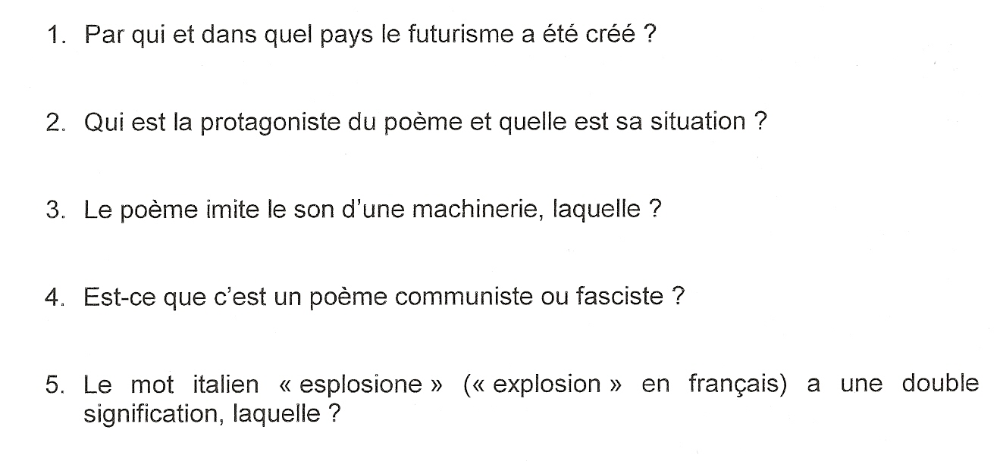 1. Par qui et dans quel pays le futurisme a été créé ?
2. Qui est la protagoniste du poème et quelle est sa situation ?
3. Le poème imite le son d'une machinerie, laquelle ?
4. Est-ce que c'est un poème communiste ou fasciste ?
5. Le mot italien « esplosione » (« explosion » en français) a une double
signification, laquelle ?